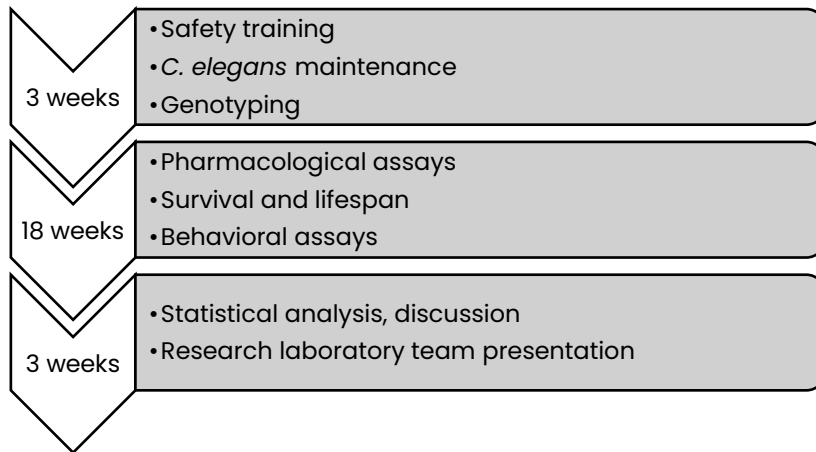 3 weeks
•Safety training
•C. elegans maintenance
•Genotyping
18 weeks
•Pharmacological assays
•Survival and lifespan
•Behavioral assays
3 weeks
•Statistical analysis, discussion
•Research laboratory team presentation